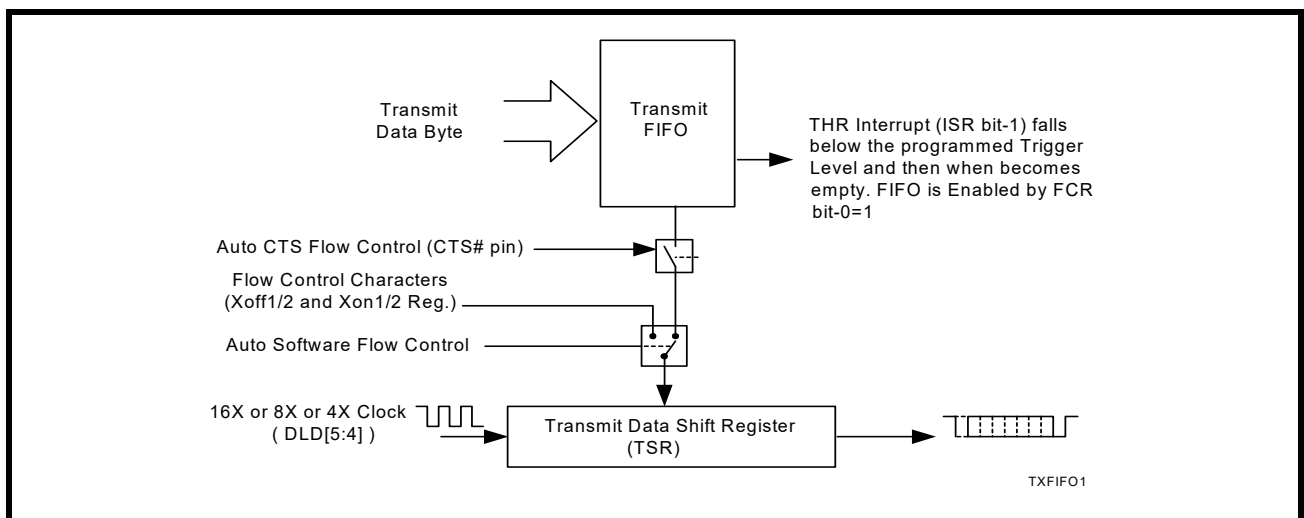 Transmit
Data Byte
Transmit
FIFO
THR Interrupt (ISR bit-1) falls
below the programmed Trigger
Level and then when becomes
empty. FIFO is Enabled by FCR
bit-0=1
Auto CTS Flow Control (CTS# pin)
Flow Control Characters
(Xoff1/2 and Xon1/2 Reg.)
Auto Software Flow Control
16X or 8X or 4X Clock
( DLD[5:4] )
Transmit Data Shift Register
(TSR)
TXFIFO1